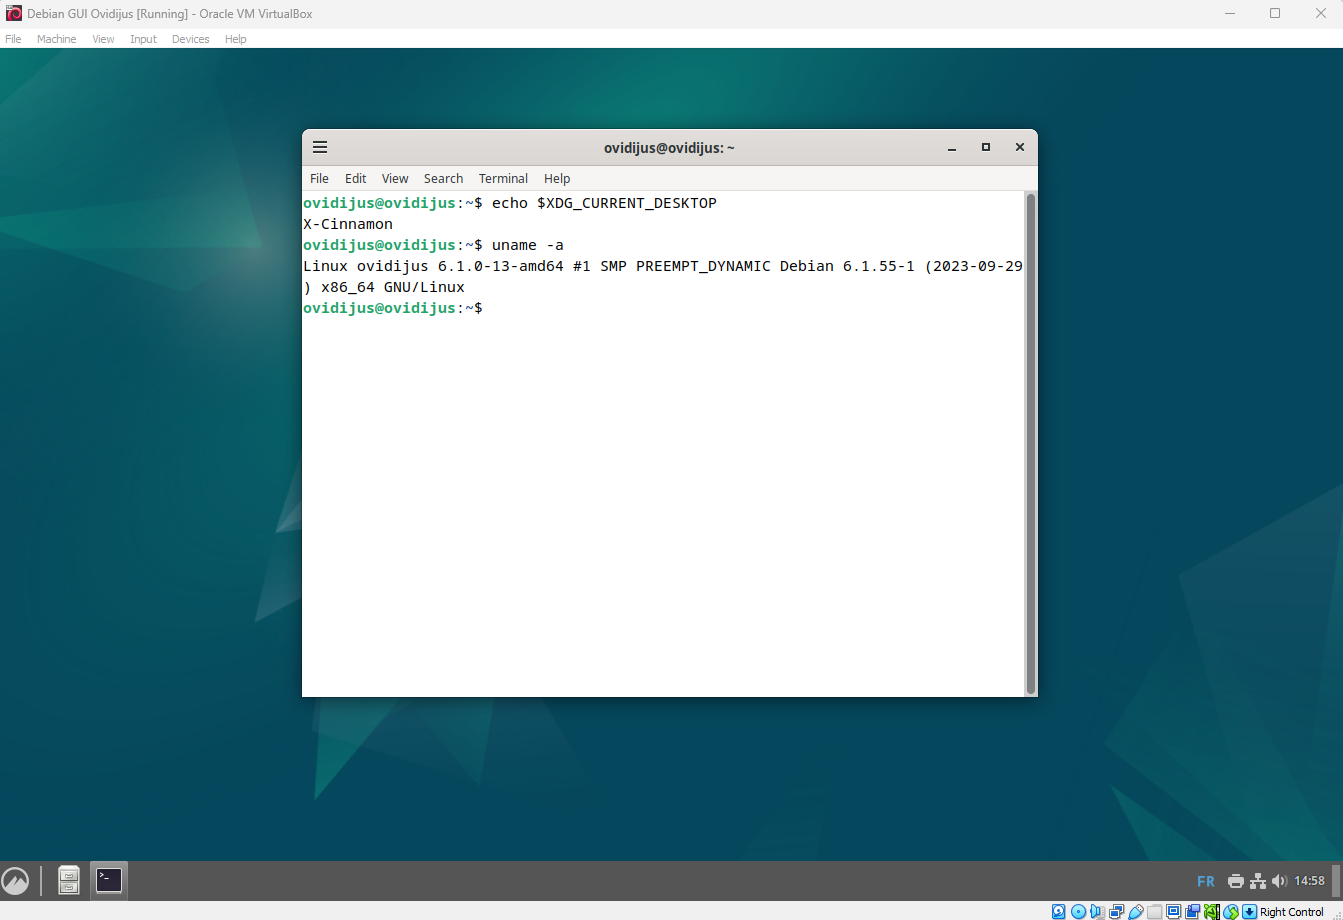 Debian GUI Ovidijus [Running] - Oracle VM VirtualBox
File Machine View Input Devices Help
ovidijus@ovidijus: ~
File Edit View Search Terminal Help
ovidijus@ovidijus:~$ echo $XDG_CURRENT_DESKTOP
X-Cinnamon
ovidijus@ovidijus:~$ uname -a
Linux ovidijus 6.1.0-13-amd64 #1 SMP PREEMPT_DYNAMIC Debian 6.1.55-1 (2023-09-29
) x86_64 GNU/Linux
ovidijus@ovidijus:~$
FR 14:58
Right Control